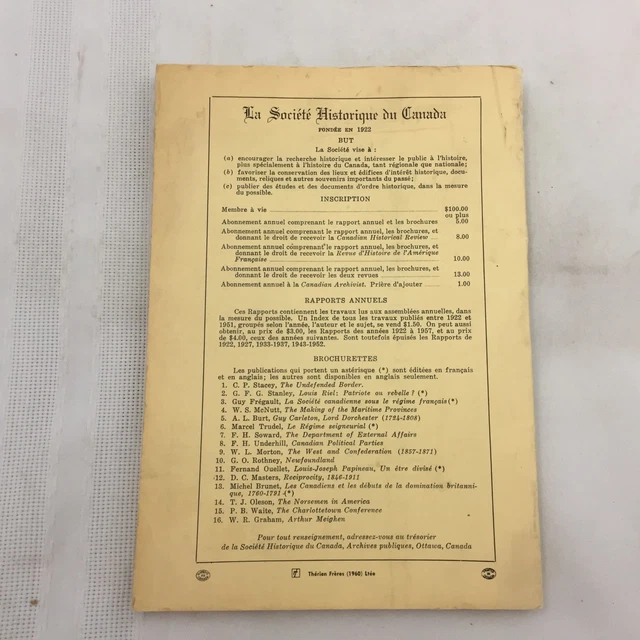 La Société Historique du Canada
FONDÉE EN 1922
BUT
La Société vise à :
(a) encourager la recherche historique et intéresser le public à l'histoire,
plus spécialement à l'histoire du Canada, tant régionale que nationale;
(b) favoriser la conservation des lieux et édifices d'intérêt historique, docu-
ments, reliques et autres souvenirs importants du passé;
(c) publier des études et des documents d'ordre historique, dans la mesure
du possible.
INSCRIPTION
Membre à vie $100.00
ou plus
Abonnement annuel comprenant le rapport annuel et les brochures 5.00
Abonnement annuel comprenant le rapport annuel, les brochures, et
donnant le droit de recevoir la Canadian Historical Review 8.00
Abonnement annuel comprenant le rapport annuel, les brochures, et
donnant le droit de recevoir la Revue d'Histoire de l'Amérique
Française 10.00
Abonnement annuel comprenant le rapport annuel, les brochures, et
donnant le droit de recevoir les deux revues 13.00
Abonnement annuel à la Canadian Archivist. Prière d'ajouter 1.00
RAPPORTS ANNUELS
Ces Rapports contiennent les travaux lus aux assemblées annuelles, dans
la mesure du possible. Un Index de tous les travaux publiés entre 1922 et
1951, groupés selon l'année, l'auteur et le sujet, se vend $1.50. On peut aussi
obtenir, au prix de $3.00, les Rapports des années 1922 à 1957, et au prix
de $4.00, ceux des années suivantes. Sont toutefois épuisés les Rapports de
1922, 1927, 1933-1937, 1943-1952.
BROCHURETTES
Les publications qui portent un astérisque (*) sont éditées en français
et en anglais; les autres sont disponibles en anglais seulement.
1. C. P. Stacey, The Undefended Border.
2. G. F. G. Stanley, Louis Riel: Patriote ou rebelle? (*)
3. Guy Frégault, La Société canadienne sous le régime français (*)
4. W. S. McNutt, The Making of the Maritime Provinces
5. A. L. Burt, Guy Carleton, Lord Dorchester (1724-1808)
6. Marcel Trudel, Le Régime seigneurial (*)
7. F. H. Soward, The Department of External Affairs
8. F. H. Underhill, Canadian Political Parties
9. W. L. Morton, The West and Confederation (1857-1871)
10. G. O. Rothney, Newfoundland
11. Fernand Ouellet, Louis-Joseph Papineau, Un être divisé (*)
12. D. C. Masters, Reciprocity, 1846-1911
13. Michel Brunet, Les Canadiens et les débuts de la domination britanni-
que, 1760-1791 (*)
14. T. J. Oleson, The Norsemen in America
15. P. B. Waite, The Charlottetown Conference
16. W. R. Graham, Arthur Meighen
Pour tout renseignement, adressez-vous au trésorier
de la Société Historique du Canada, Archives publiques, Ottawa, Canada
Thérien Frères (1960) Ltée